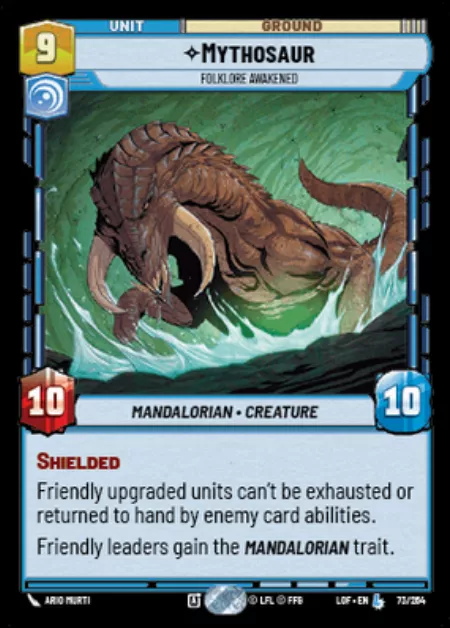 UNIT GROUND
9
✧MYTHOSAUR
FOLKLORE AWAKENED
10
MANDALORIAN • CREATURE
10
SHIELDED
Friendly upgraded units can't be exhausted or
returned to hand by enemy card abilities.
Friendly leaders gain the MANDALORIAN trait.
ARIO MURTI
© LFL © FFG
LOF • EN
L
73/264